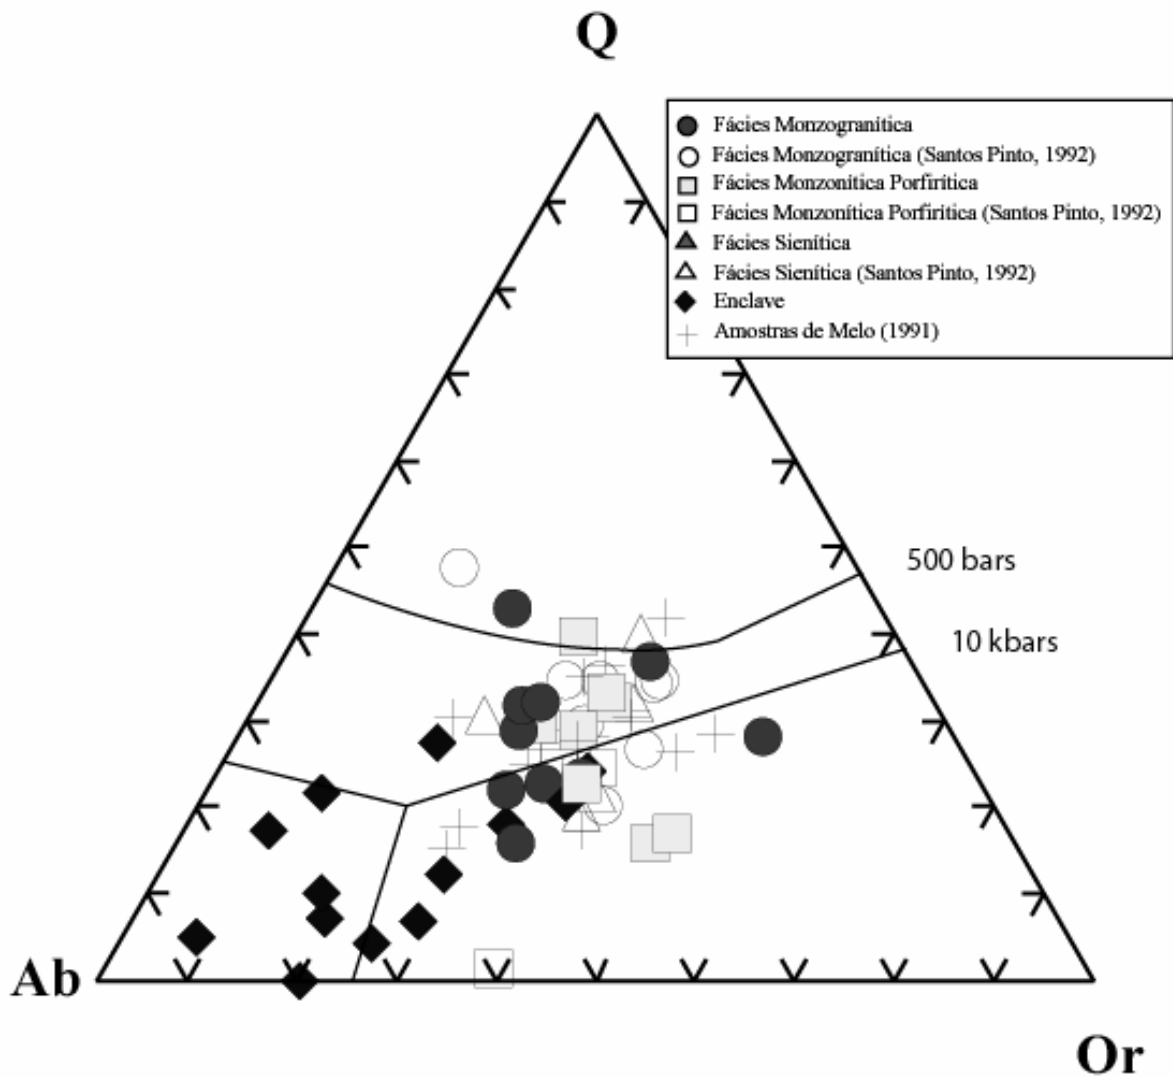 Q
Fácies Monzogranítica
Fácies Monzogranítica (Santos Pinto, 1992)
Fácies Monzonítica Porfirítica
Fácies Monzonítica Porfirítica (Santos Pinto, 1992)
Fácies Sienítica
Fácies Sienítica (Santos Pinto, 1992)
Enclave
Amostras de Melo (1991)
500 bars
10 kbars
Ab
Or